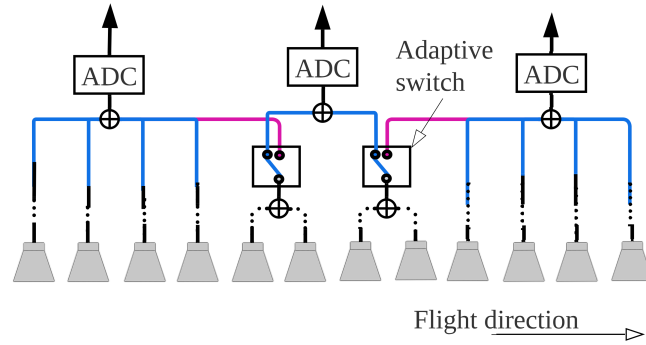 ADC
ADC
ADC
Adaptive
switch
Flight direction